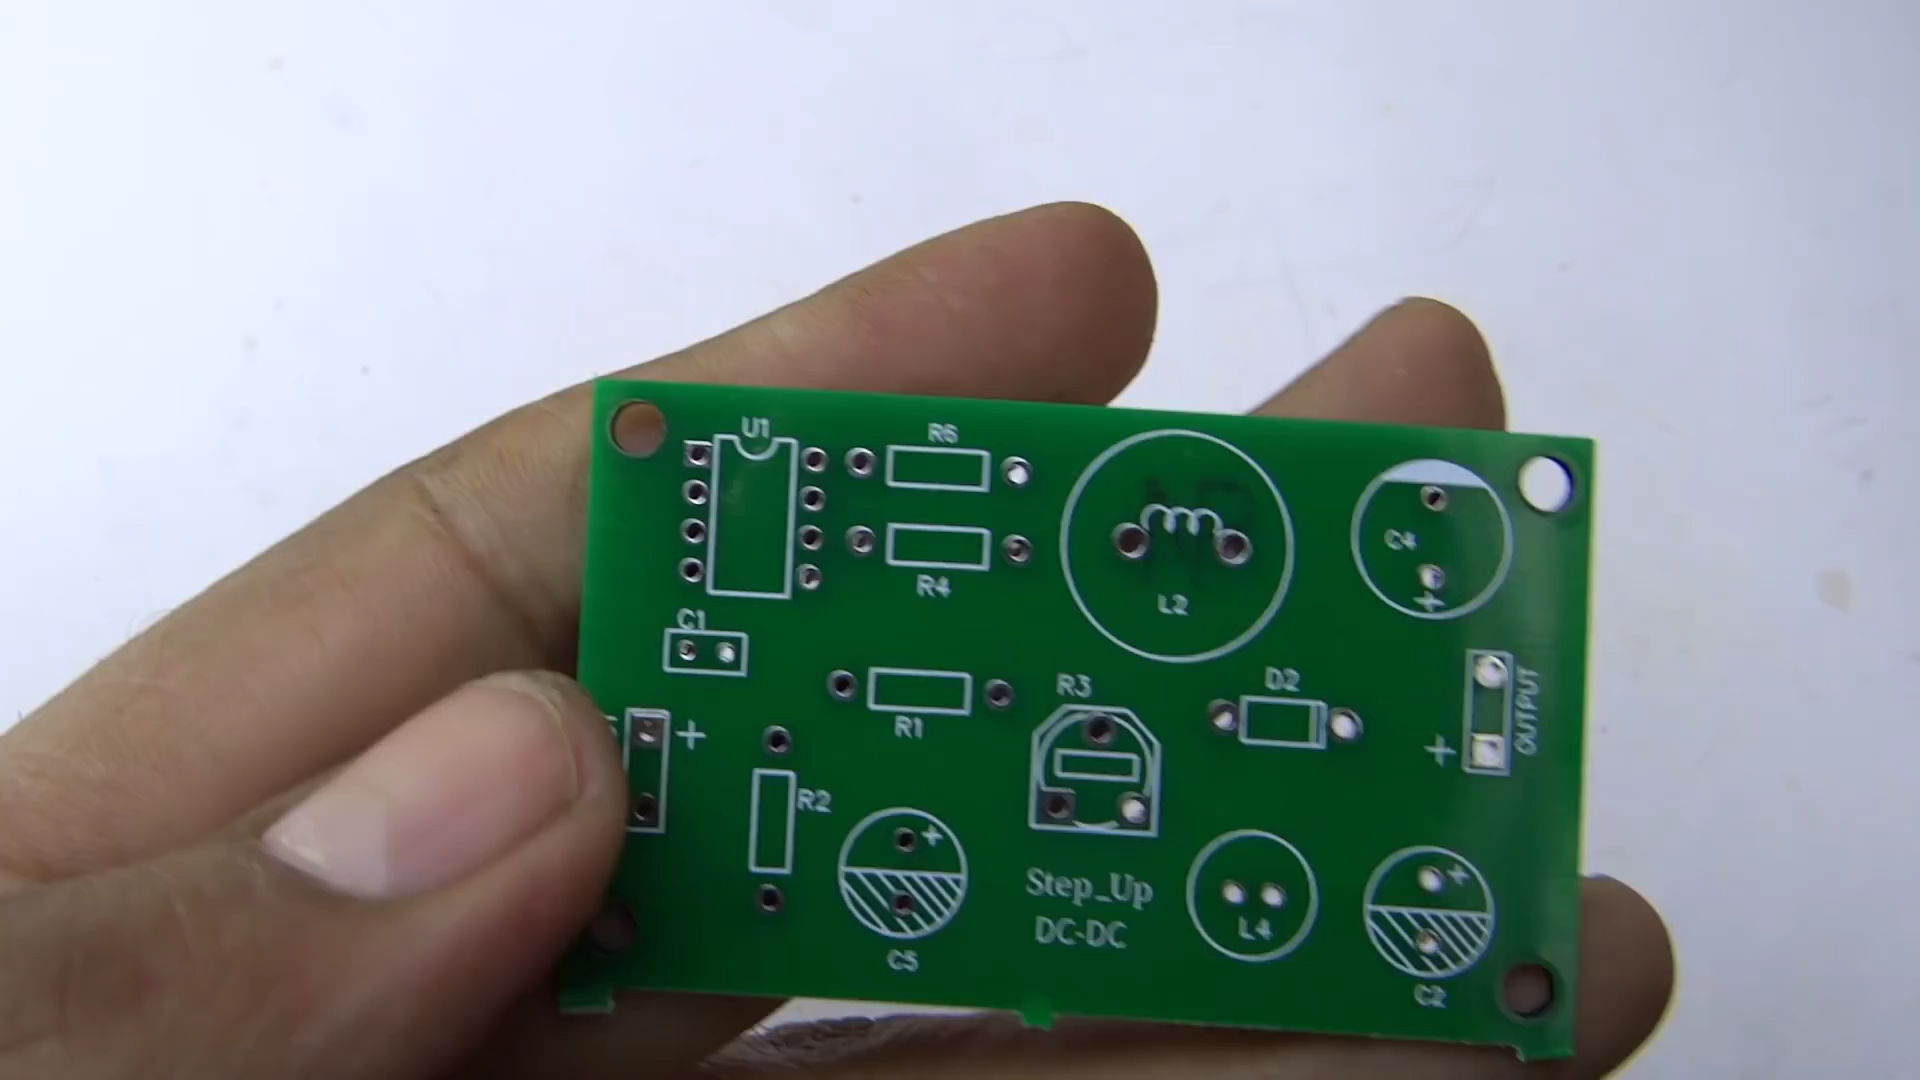 U1
R6
R4
L2
C4
C1
R1
R3
D2
OUTPUT
+
+
+
R2
+
C5
Step_Up
DC-DC
L4
+
C2